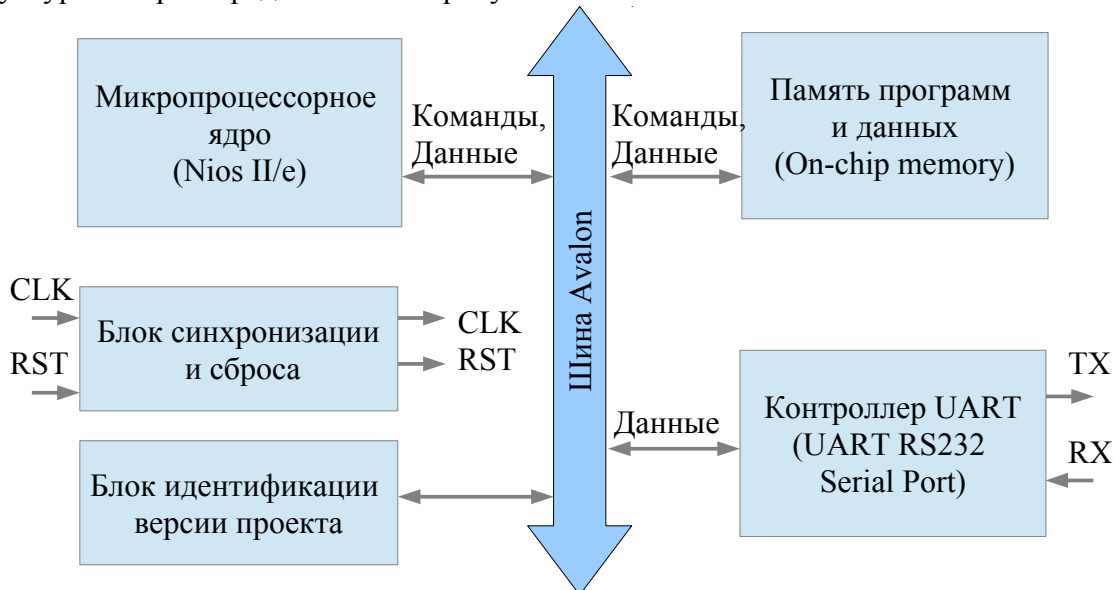 Микропроцессорное
ядро
(Nios II/e)
Команды,
Данные
Команды,
Данные
Память программ
и данных
(On-chip memory)
Шина Avalon
CLK
RST
Блок синхронизации
и сброса
CLK
RST
Данные
Контроллер UART
(UART RS232
Serial Port)
TX
RX
Блок идентификации
версии проекта